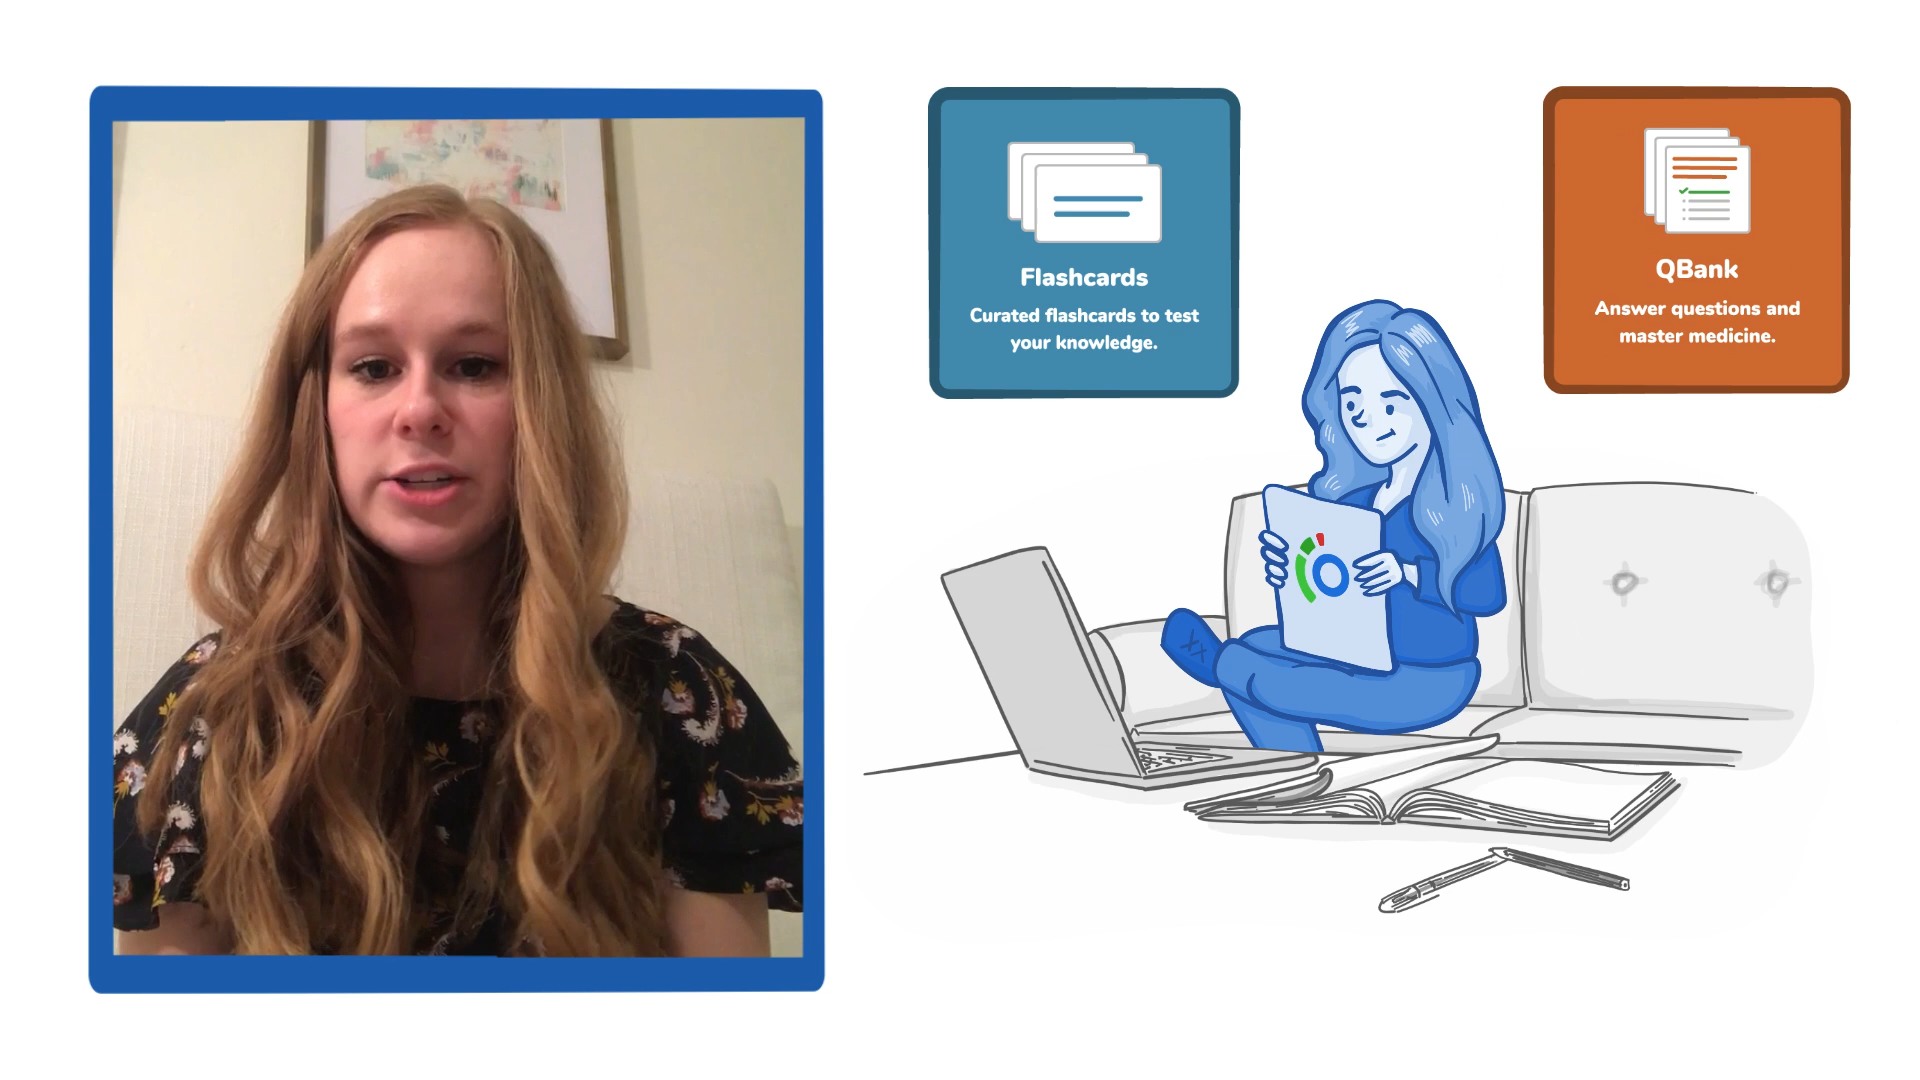 Flashcards
Curated flashcards to test
your knowledge.
QBank
Answer questions and
master medicine.